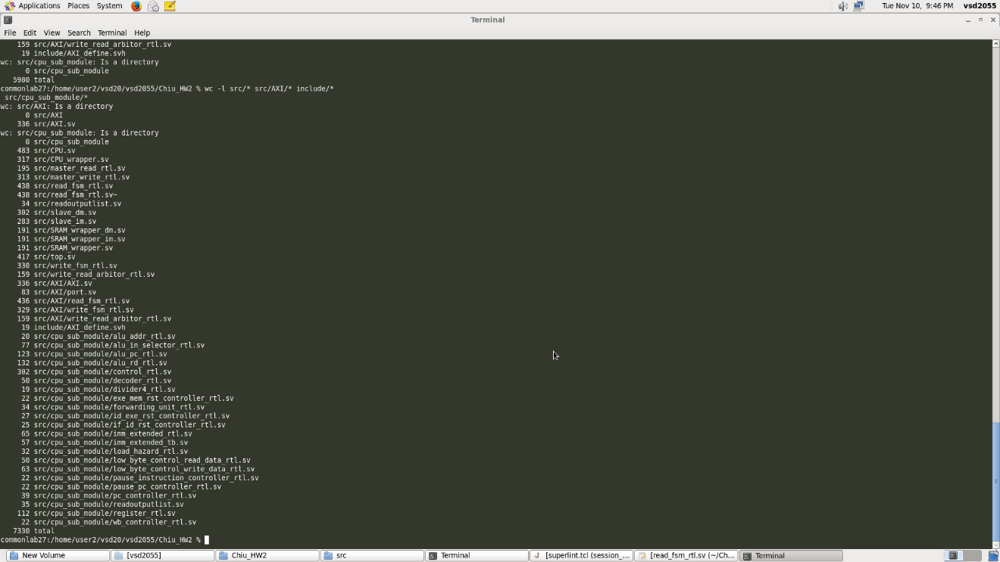 Applications Places System Tue Nov 10, 9:46 PM vsd2055
Terminal
File Edit View Search Terminal Help
159 src/AXI/write_read_arbitor_rtl.sv
19 include/AXI_define.svh
wc: src/cpu_sub_module: Is a directory
0 src/cpu_sub_module
5980 total
commonlab27:/home/user2/vsd20/vsd2055/Chiu_HW2 % wc -l src/* src/AXI/* include/*
src/cpu_sub_module/*
wc: src/AXI: Is a directory
0 src/AXI
336 src/AXI.sv
wc: src/cpu_sub_module: Is a directory
0 src/cpu_sub_module
483 src/CPU.sv
317 src/CPU_wrapper.sv
195 src/master_read_rtl.sv
313 src/master_write_rtl.sv
438 src/read_fsm_rtl.sv
438 src/read_fsm_rtl.sv~
34 src/readoutputlist.sv
302 src/slave_dm.sv
283 src/slave_im.sv
191 src/SRAM_wrapper_dm.sv
191 src/SRAM_wrapper_im.sv
191 src/SRAM_wrapper.sv
417 src/top.sv
330 src/write_fsm_rtl.sv
159 src/write_read_arbitor_rtl.sv
336 src/AXI/AXI.sv
83 src/AXI/port.sv
436 src/AXI/read_fsm_rtl.sv
329 src/AXI/write_fsm_rtl.sv
159 src/AXI/write_read_arbitor_rtl.sv
19 include/AXI_define.svh
20 src/cpu_sub_module/alu_addr_rtl.sv
77 src/cpu_sub_module/alu_in_selector_rtl.sv
123 src/cpu_sub_module/alu_pc_rtl.sv
132 src/cpu_sub_module/alu_rd_rtl.sv
302 src/cpu_sub_module/control_rtl.sv
50 src/cpu_sub_module/decoder_rtl.sv
19 src/cpu_sub_module/divider4_rtl.sv
22 src/cpu_sub_module/exe_mem_rst_controller_rtl.sv
34 src/cpu_sub_module/forwarding_unit_rtl.sv
27 src/cpu_sub_module/id_exe_rst_controller_rtl.sv
25 src/cpu_sub_module/if_id_rst_controller_rtl.sv
65 src/cpu_sub_module/imm_extended_rtl.sv
57 src/cpu_sub_module/imm_extended_tb.sv
32 src/cpu_sub_module/load_hazard_rtl.sv
50 src/cpu_sub_module/low_byte_control_read_data_rtl.sv
63 src/cpu_sub_module/low_byte_control_write_data_rtl.sv
22 src/cpu_sub_module/pause_instruction_controller_rtl.sv
22 src/cpu_sub_module/pause_pc_controller_rtl.sv
39 src/cpu_sub_module/pc_controller_rtl.sv
35 src/cpu_sub_module/readoutputlist.sv
112 src/cpu_sub_module/register_rtl.sv
22 src/cpu_sub_module/wb_controller_rtl.sv
7330 total
commonlab27:/home/user2/vsd20/vsd2055/Chiu_HW2 %
New Volume [vsd2055] Chiu_HW2 src Terminal [superlint.tcl (session_... [read_fsm_rtl.sv (~/Ch... Terminal